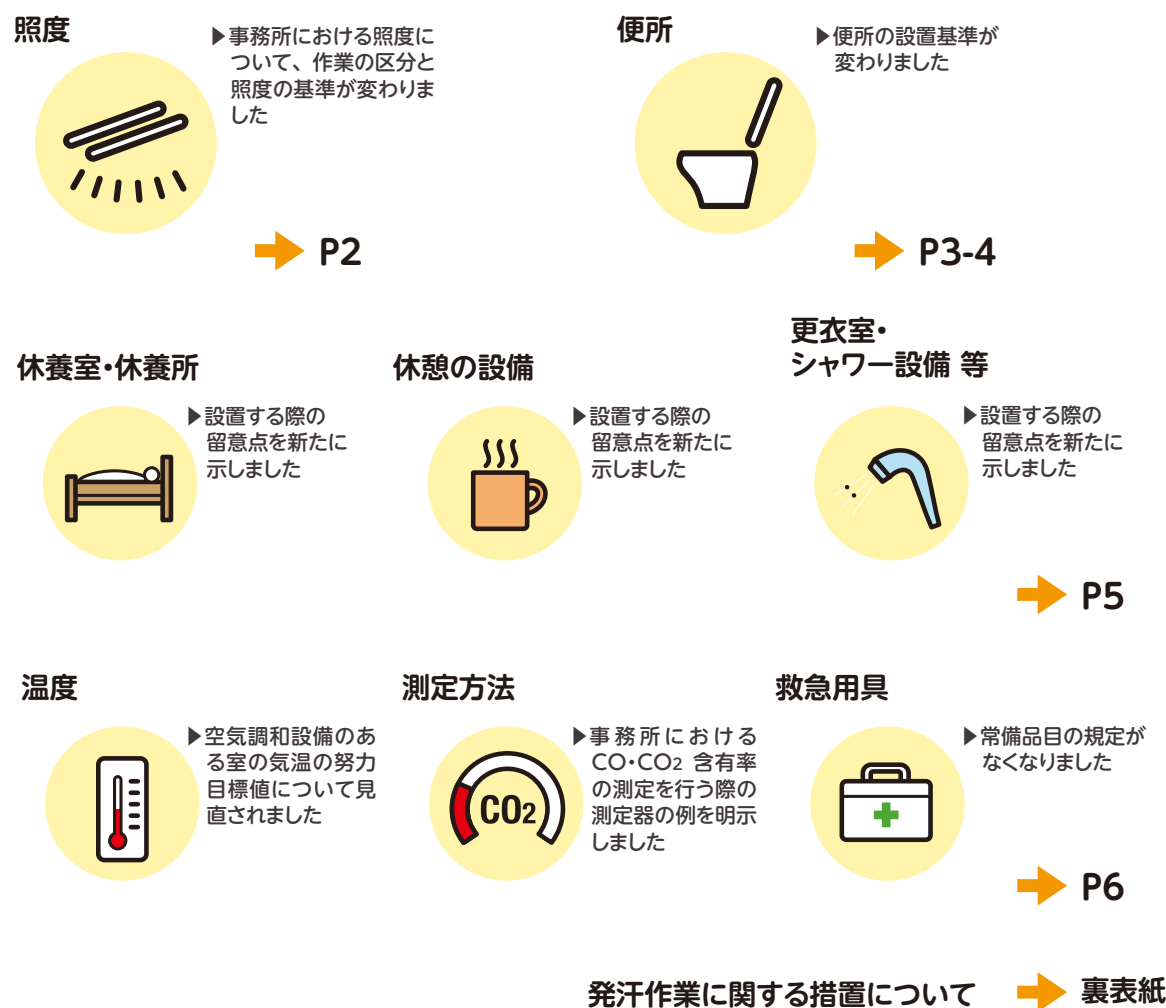 照度
▶事務所における照度に
ついて、作業の区分と
照度の基準が変わりま
した
P2
便所
▶便所の設置基準が
変わりました
P3-4
休養室・休養所
▶設置する際の
留意点を新たに
示しました
休憩の設備
▶設置する際の
留意点を新たに
示しました
更衣室・
シャワー設備 等
▶設置する際の
留意点を新たに
示しました
P5
温度
▶空気調和設備のあ
る室の気温の努力
目標値について見
直されました
測定方法
CO2
▶事務所における
CO・CO2 含有率
の測定を行う際の
測定器の例を明示
しました
救急用具
▶常備品目の規定が
なくなりました
P6
発汗作業に関する措置について
裏表紙